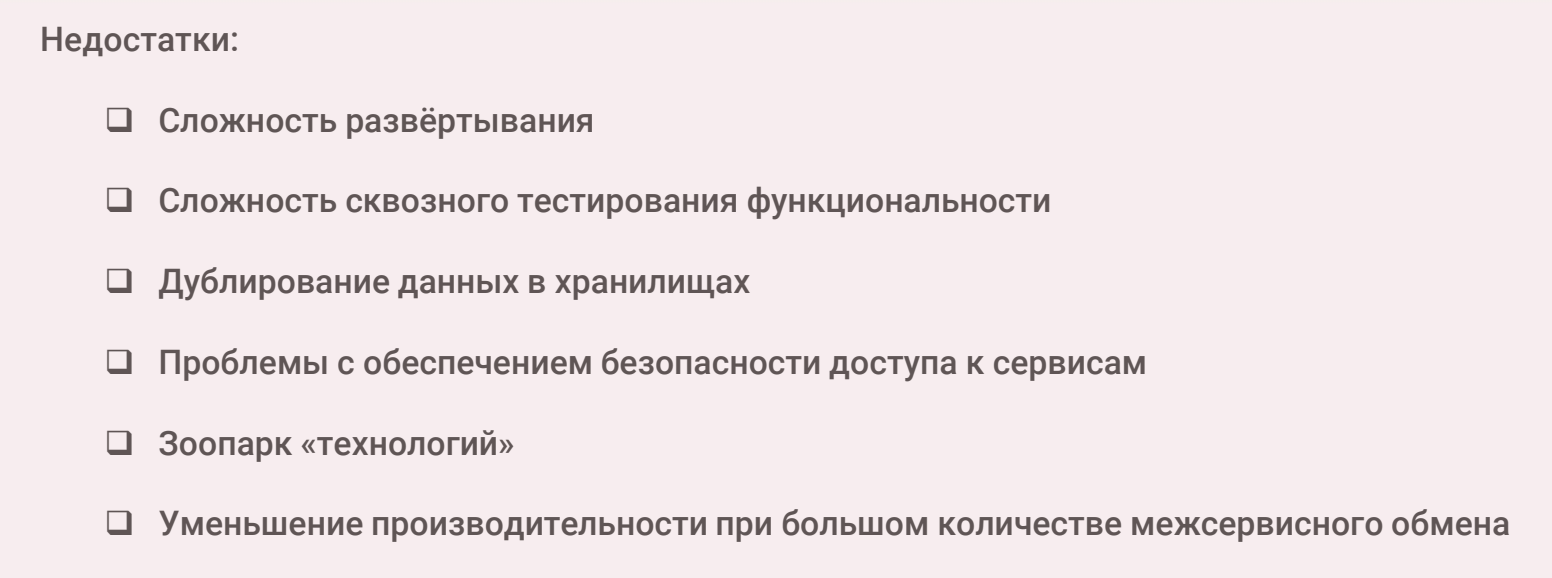 Недостатки:
❑ Сложность развёртывания
❑ Сложность сквозного тестирования функциональности
❑ Дублирование данных в хранилищах
❑ Проблемы с обеспечением безопасности доступа к сервисам
❑ Зоопарк «технологий»
❑ Уменьшение производительности при большом количестве межсервисного обмена